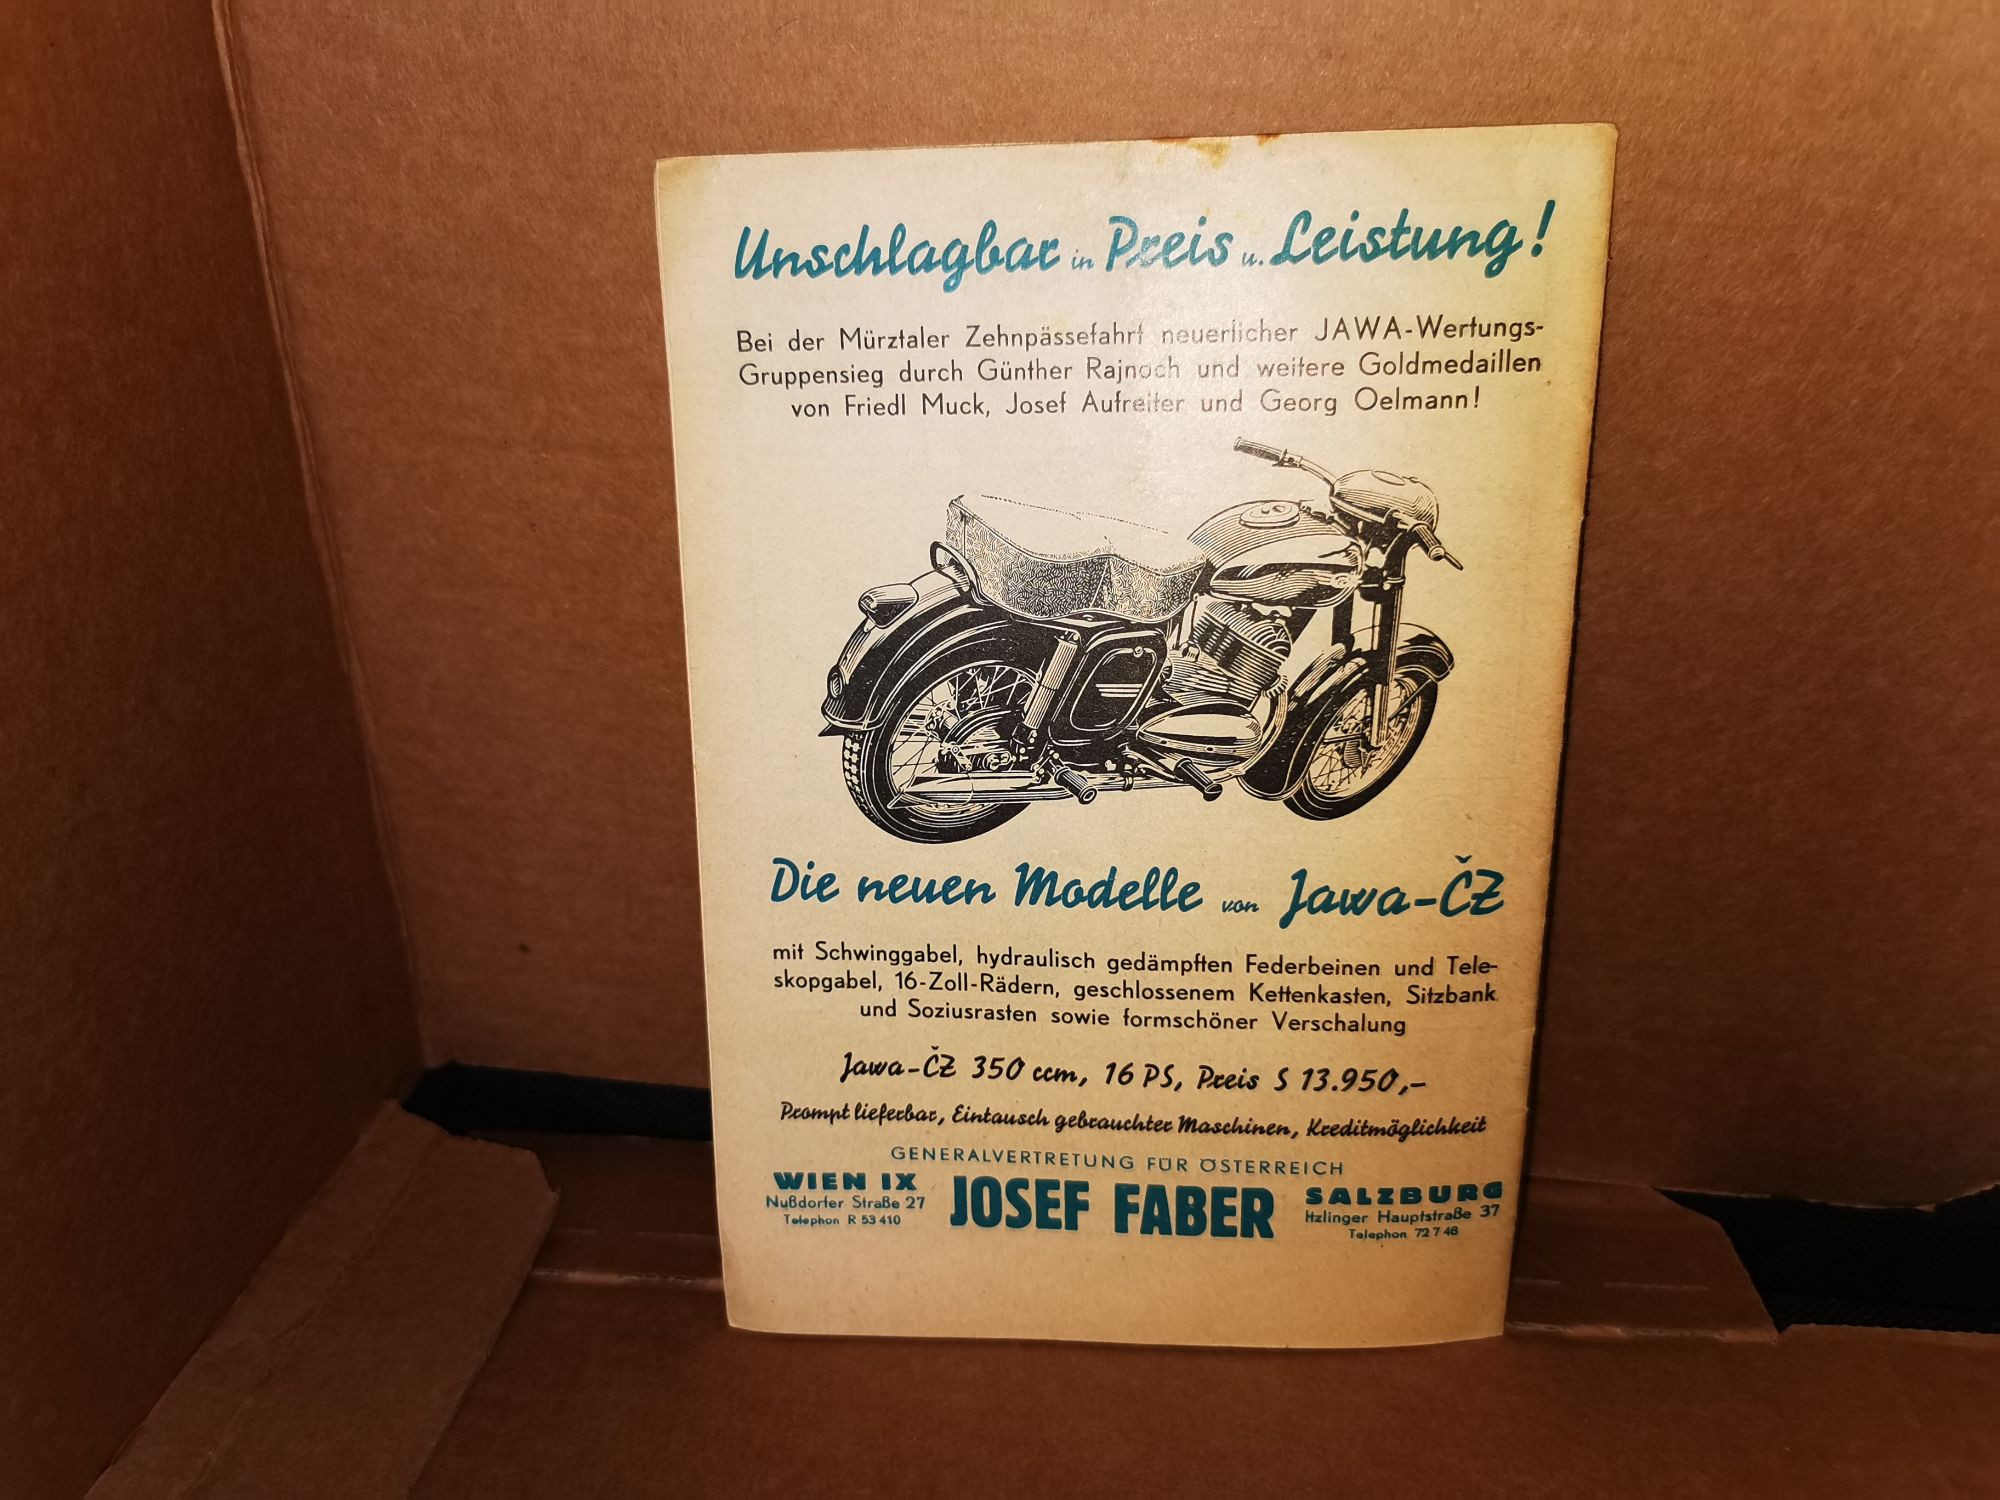 Unschlagbar in Preis u. Leistung!
Bei der Mürztaler Zehnpässefahrt neuerlicher JAWA-Wertungs-
Gruppensieg durch Günther Rajnoch und weitere Goldmedaillen
von Friedl Muck, Josef Aufreiter und Georg Oelmann!
Die neuen Modelle von Jawa-ČZ
mit Schwinggabel, hydraulisch gedämpften Federbeinen und Tele-
skopgabel, 16-Zoll-Rädern, geschlossenem Kettenkasten, Sitzbank
und Soziusrasten sowie formschöner Verschalung
Jawa-ČZ 350 ccm, 16 PS, Preis S 13.950,-
Prompt lieferbar, Eintausch gebrauchter Maschinen, Kreditmöglichkeit
GENERALVERTRETUNG FÜR ÖSTERREICH
WIEN IX
Nußdorfer Straße 27
Telephon R 53 410
JOSEF FABER
SALZBURG
Itzlinger Hauptstraße 37
Telephon 72 7 48